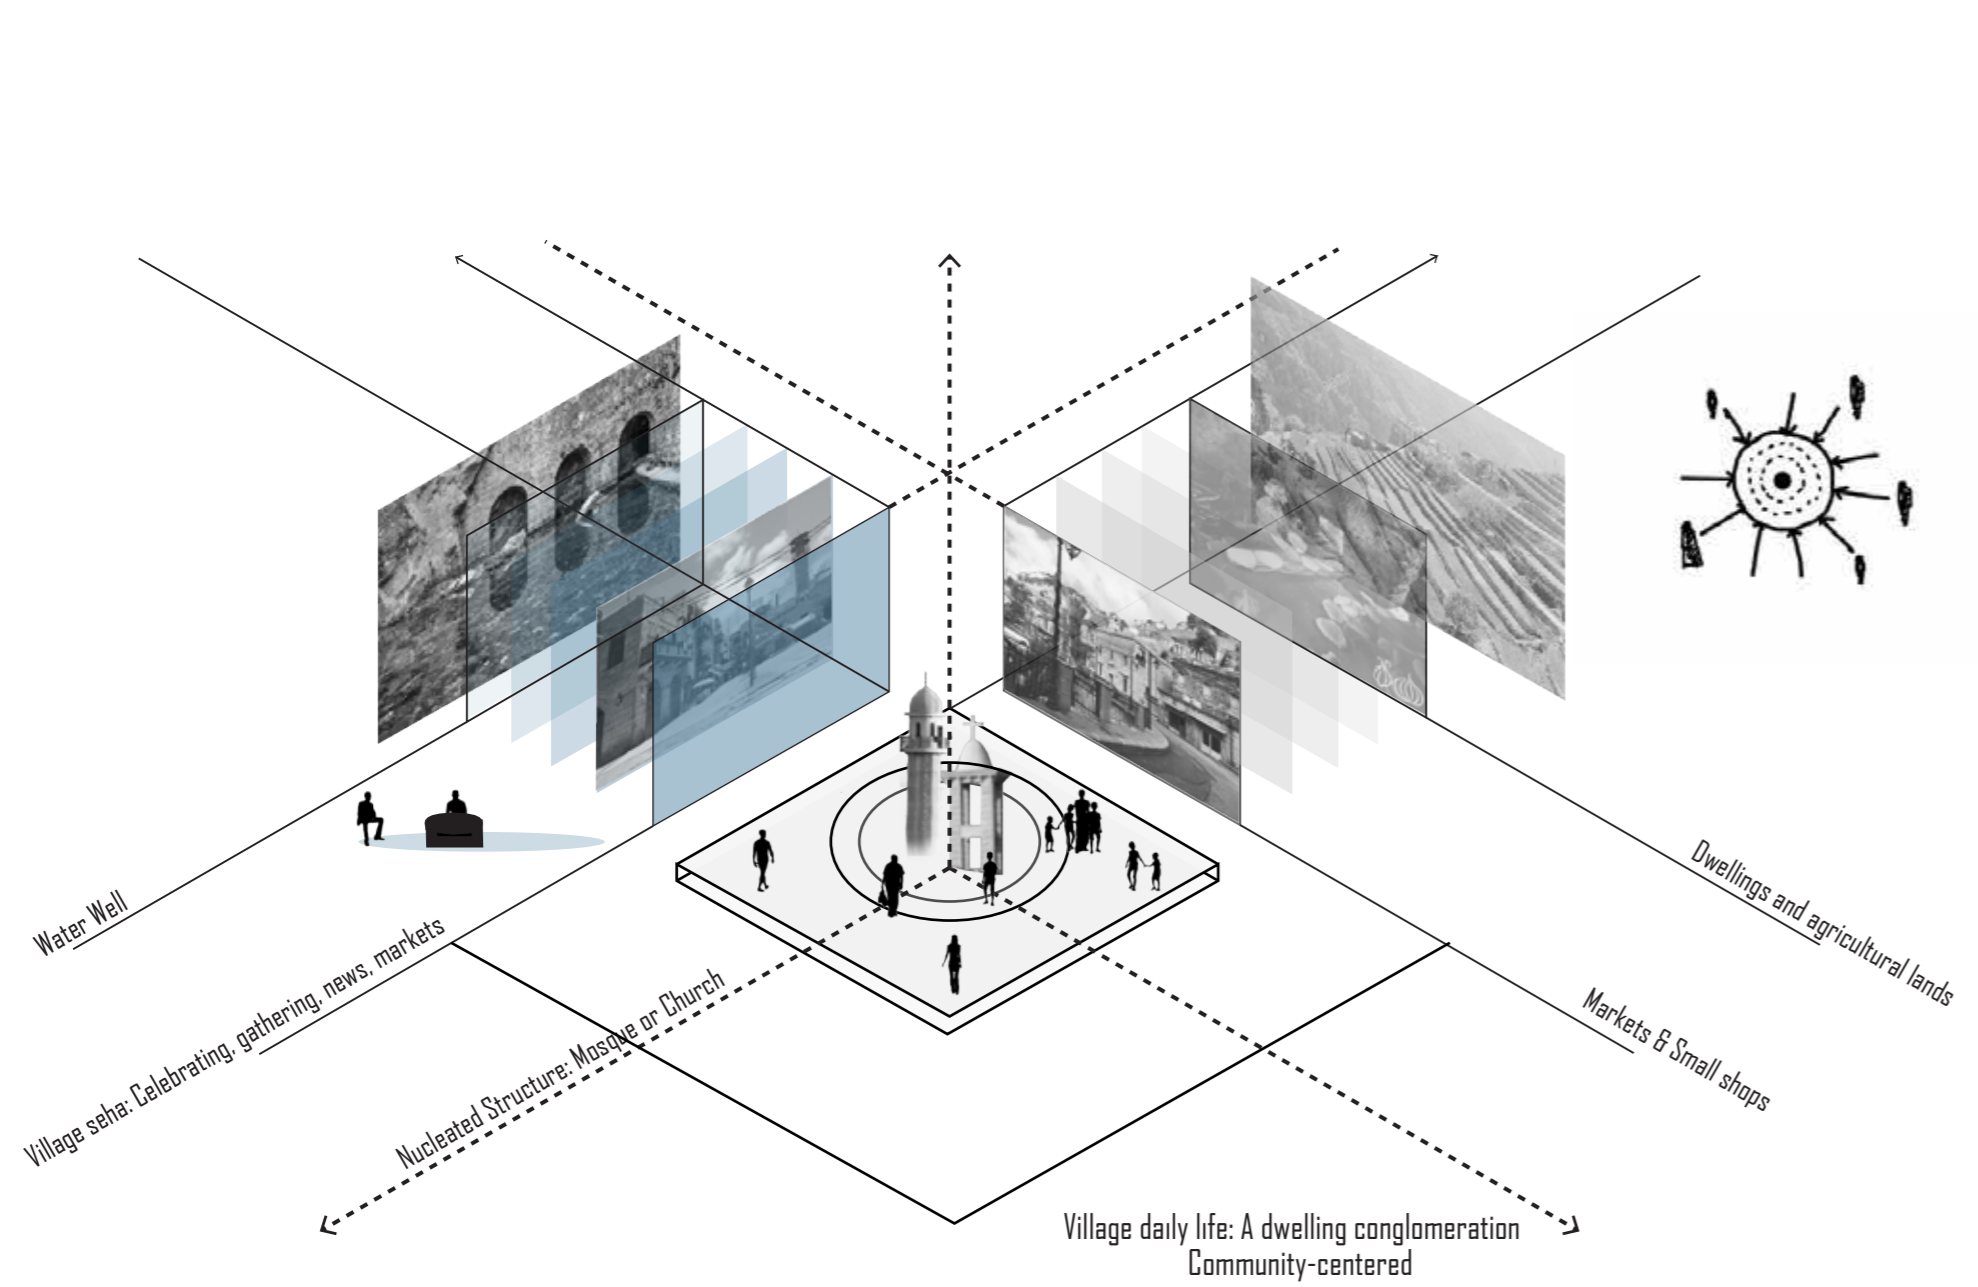 Water Well
Village seha: Celebrating, gathering, news, markets
Nucleated Structure: Mosque or Church
Dwellings and agricultural lands
Markets & Small shops
Village daily life: A dwelling conglomeration
Community-centered